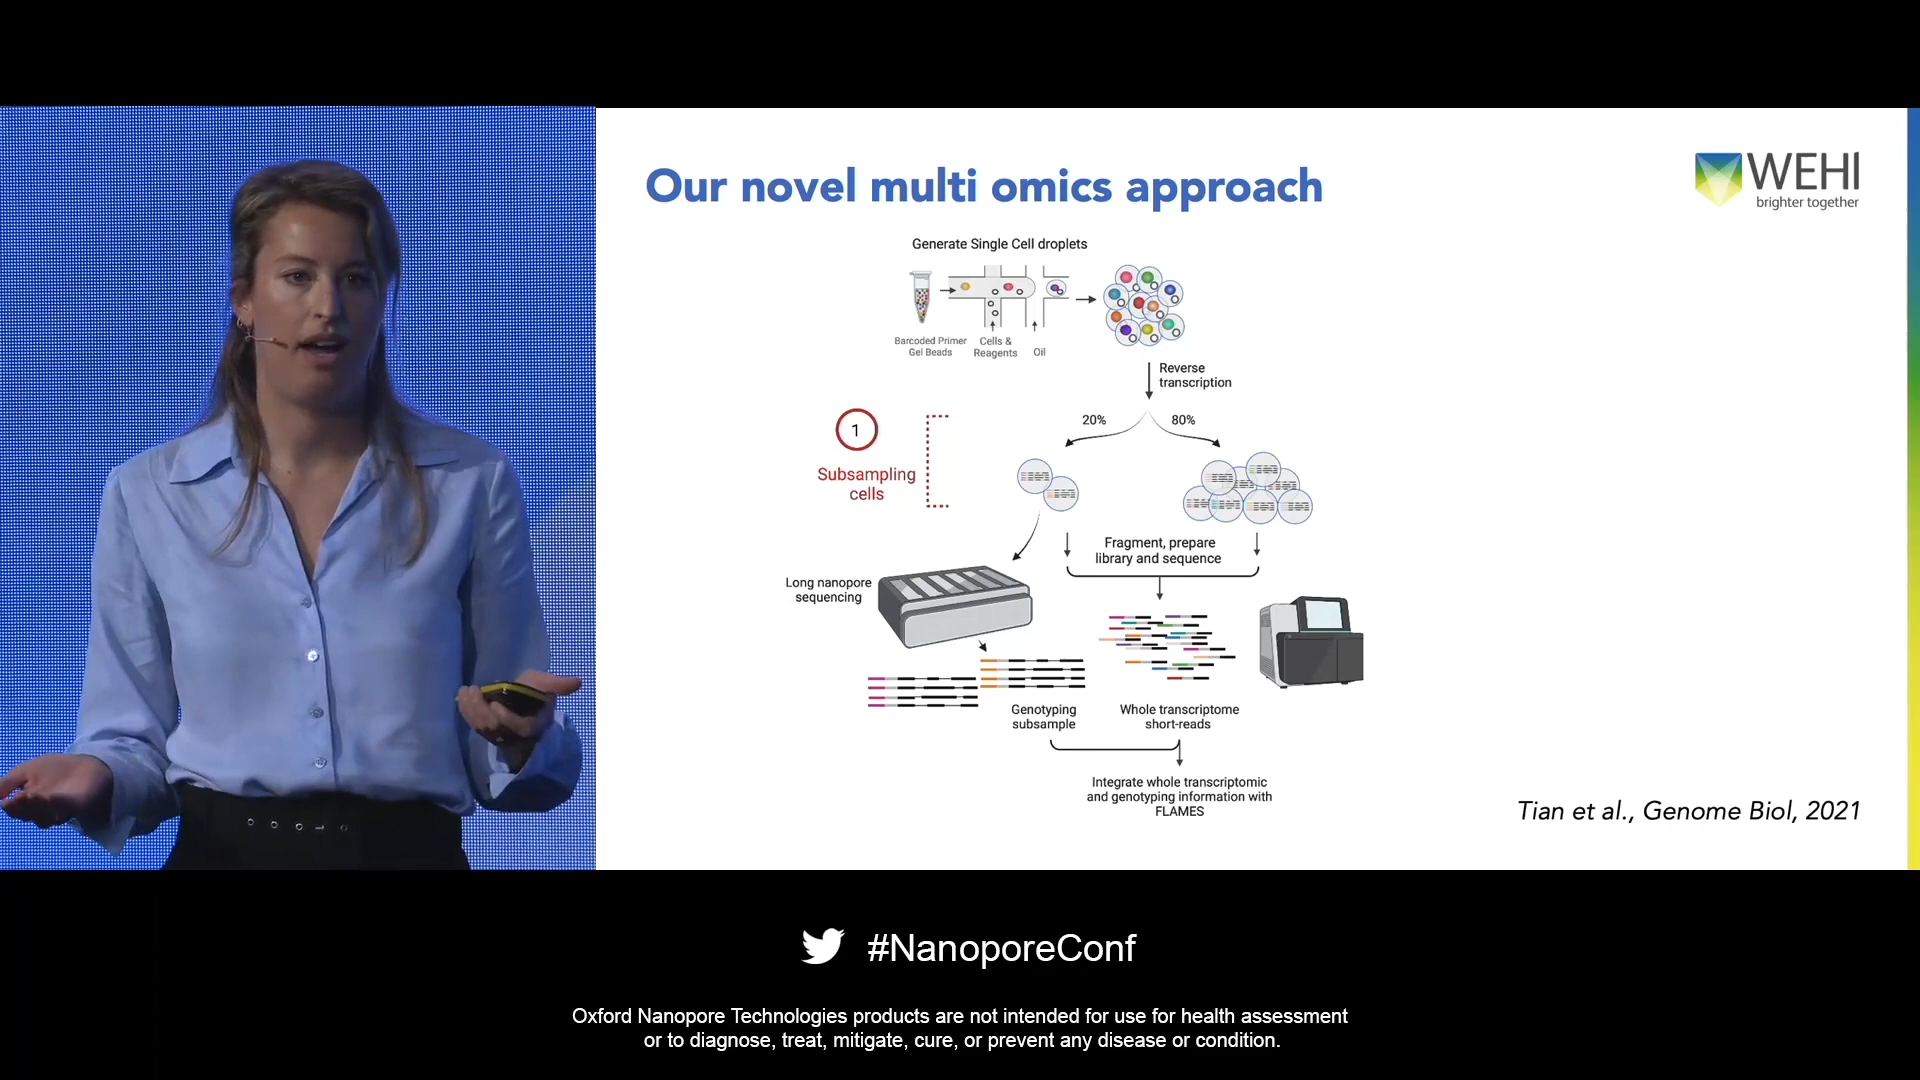 Our novel multi omics approach
WEHI
brighter together
Generate Single Cell droplets
Barcoded Primer
Gel Beads
Cells &
Reagents
Oil
Reverse
transcription
20%
80%
1
Subsampling
cells
Fragment, prepare
library and sequence
Long nanopore
sequencing
Genotyping
subsample
Whole transcriptome
short-reads
Integrate whole transcriptomic
and genotyping information with
FLAMES
Tian et al., Genome Biol, 2021
#NanoporeConf
Oxford Nanopore Technologies products are not intended for use for health assessment
or to diagnose, treat, mitigate, cure, or prevent any disease or condition.